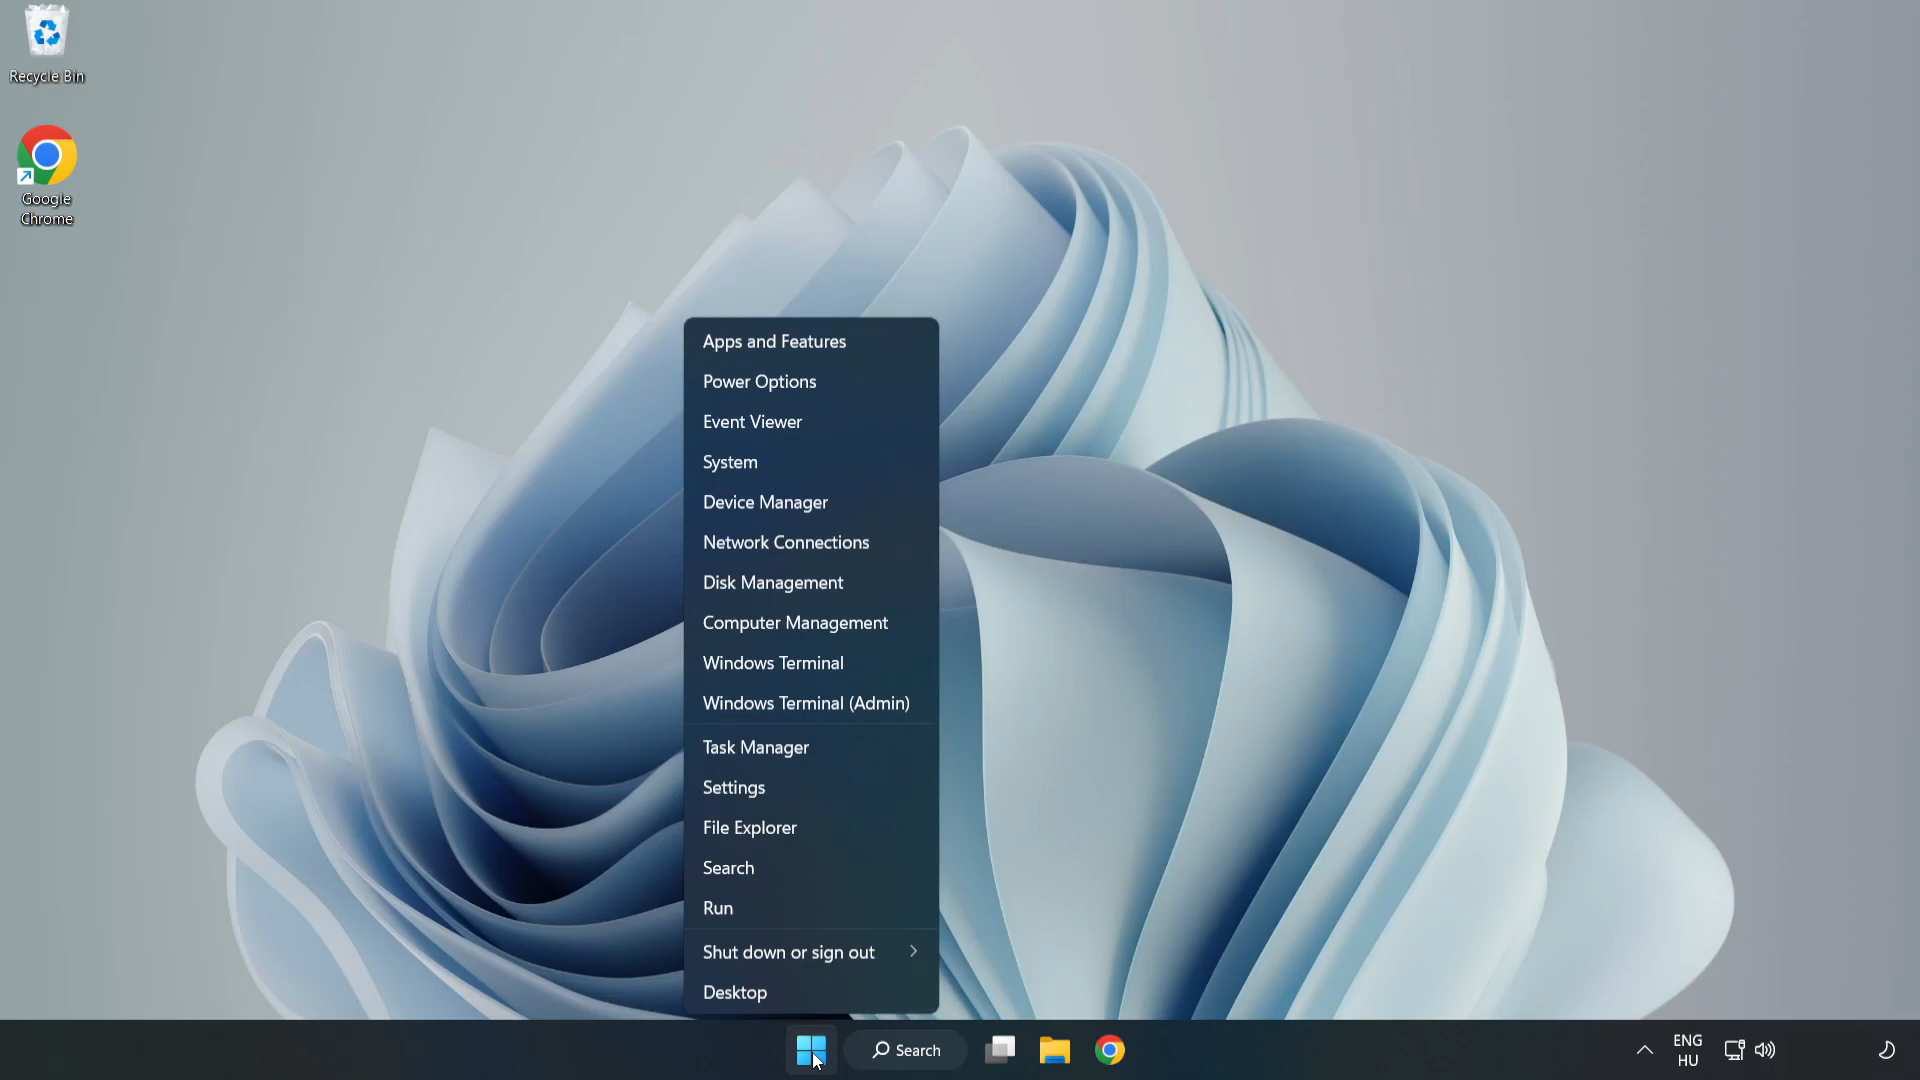 Recycle Bin
Google
Chrome
Apps and Features
Power Options
Event Viewer
System
Device Manager
Network Connections
Disk Management
Computer Management
Windows Terminal
Windows Terminal (Admin)
Task Manager
Settings
File Explorer
Search
Run
Shut down or sign out
Desktop
Search
ENG
HU